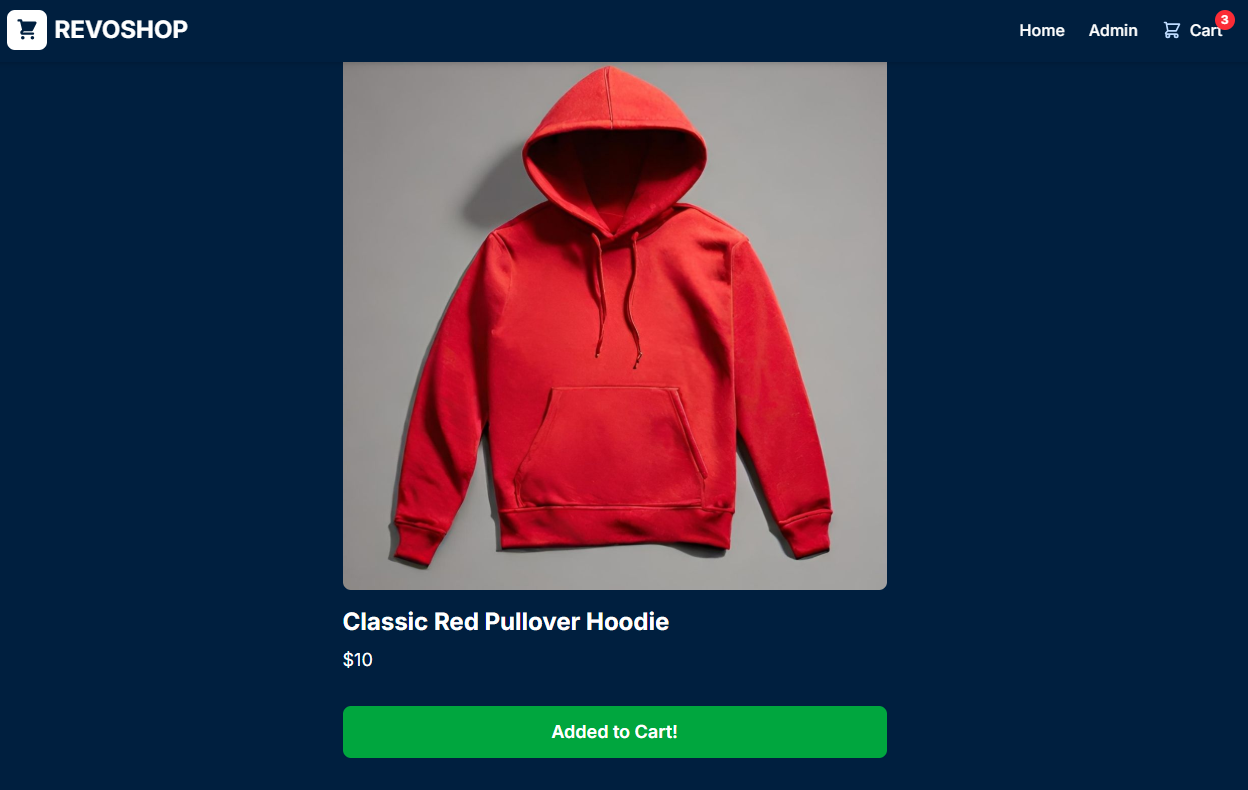 REVOSHOP
Home
Admin
Cart
3
Classic Red Pullover Hoodie
$10
Added to Cart!